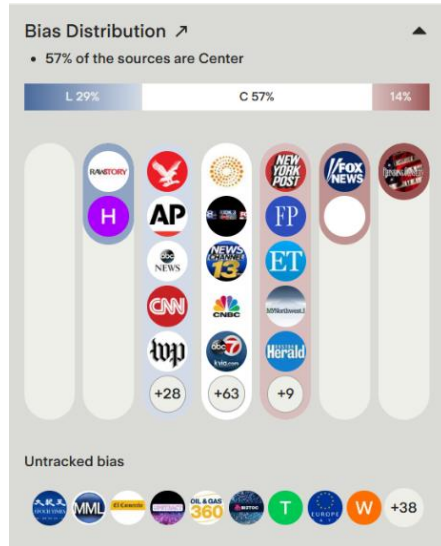 Bias Distribution ↗
• 57% of the sources are Center
L 29% C 57% 14%
RAWSTORY
NEW YORK POST
FOX NEWS
H
AP
FP
abc NEWS
NEWS CHANNEL 13
ET
CNN
CNBC
MYNorthwest
wp
abc 7
Herald
+28
+63
+9
Untracked bias
MML
OIL & GAS 360
T
EUROPE
W
+38